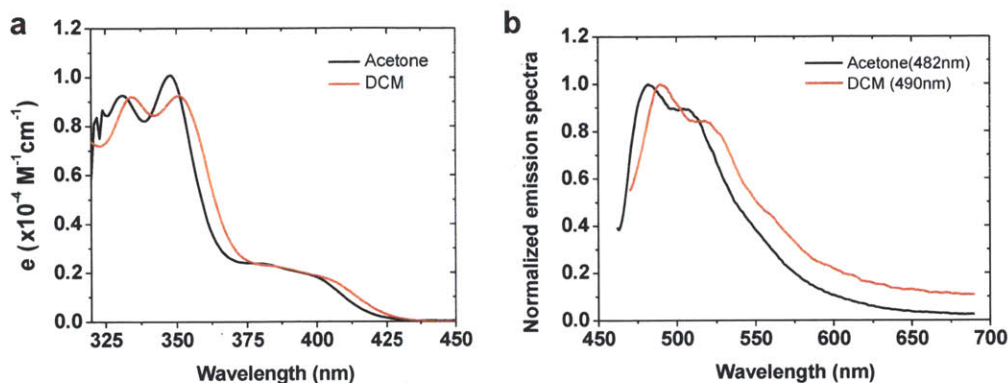 a
e ( x10⁻⁴ M⁻¹cm⁻¹)
1.2
1.0
0.8
0.6
0.4
0.2
0.0
Acetone
DCM
325 350 375 400 425 450
Wavelength (nm)
b
Normalized emission spectra
1.2
1.0
0.8
0.6
0.4
0.2
0.0
Acetone(482nm)
DCM (490nm)
450 500 550 600 650 700
Wavelength (nm)